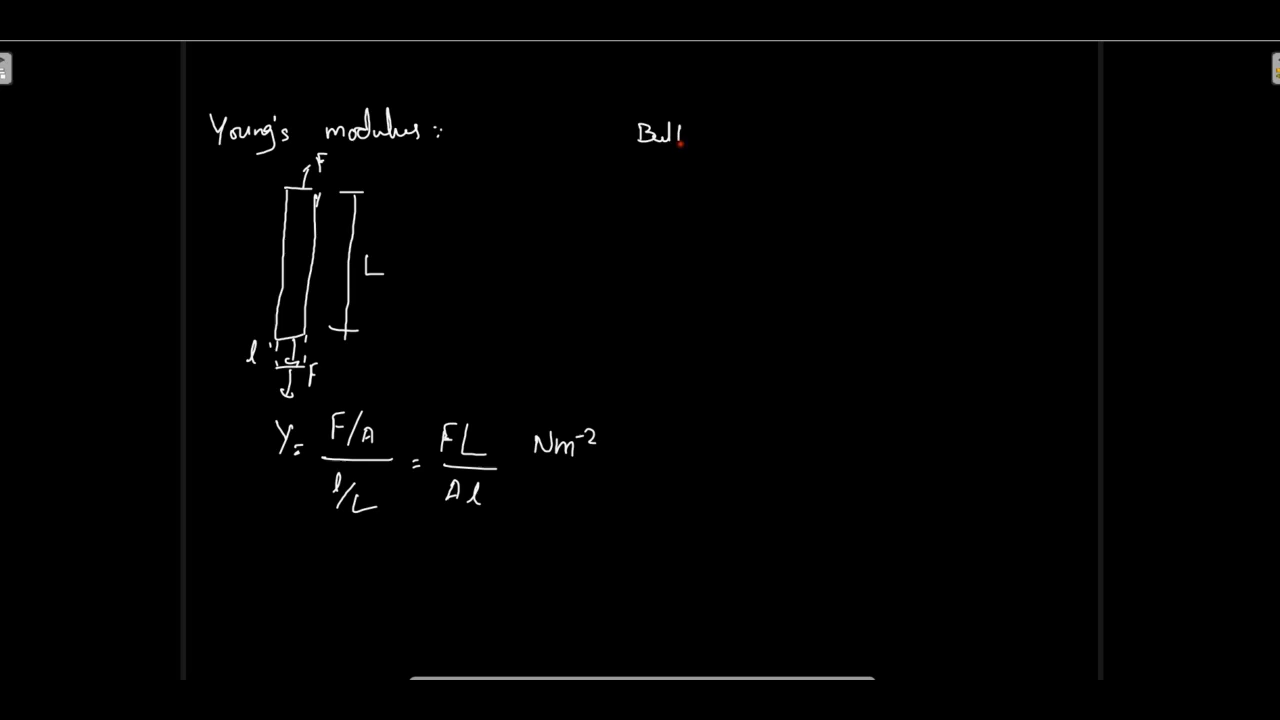 Young's modulus :
Bul
F
L
l
F
Y = F/A / l/L = FL / Al Nm⁻²